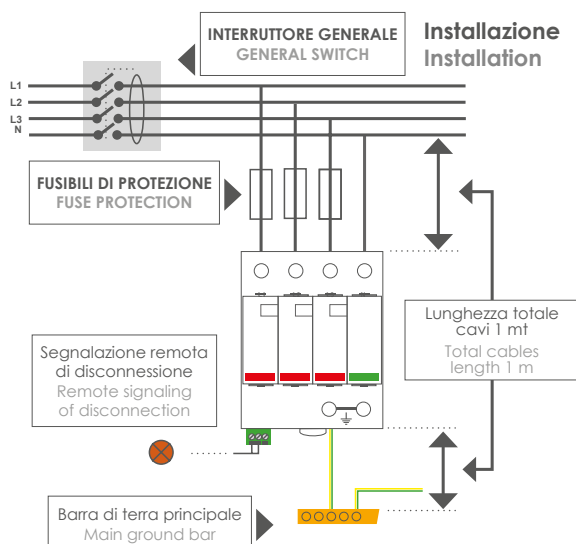 INTERRUTTORE GENERALE
GENERAL SWITCH
Installazione
Installation
L1
L2
L3
N
FUSIBILI DI PROTEZIONE
FUSE PROTECTION
Lunghezza totale
cavi 1 mt
Total cables
length 1 m
Segnalazione remota
di disconnessione
Remote signaling
of disconnection
Barra di terra principale
Main ground bar